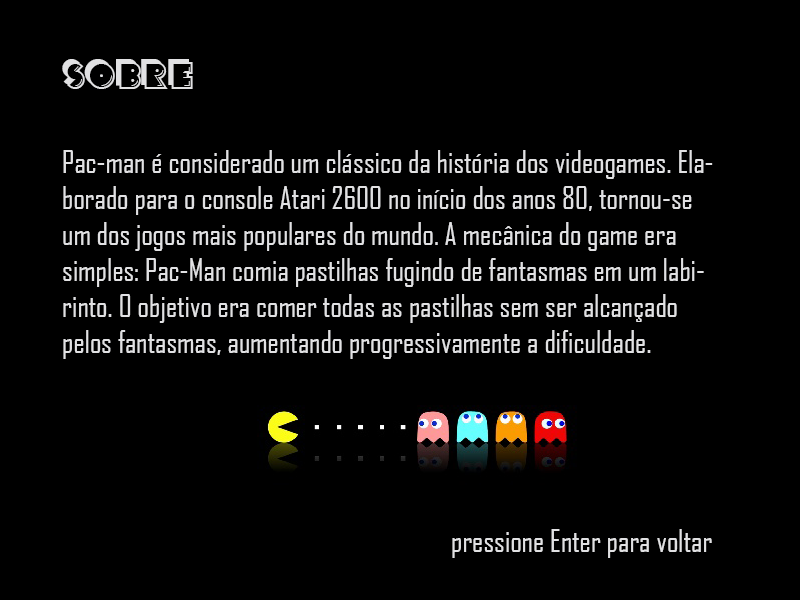 SOBRE
Pac-man é considerado um clássico da história dos videogames. Ela-
borado para o console Atari 2600 no início dos anos 80, tornou-se
um dos jogos mais populares do mundo. A mecânica do game era
simples: Pac-Man comia pastilhas fugindo de fantasmas em um labi-
rinto. O objetivo era comer todas as pastilhas sem ser alcançado
pelos fantasmas, aumentando progressivamente a dificuldade.
pressione Enter para voltar